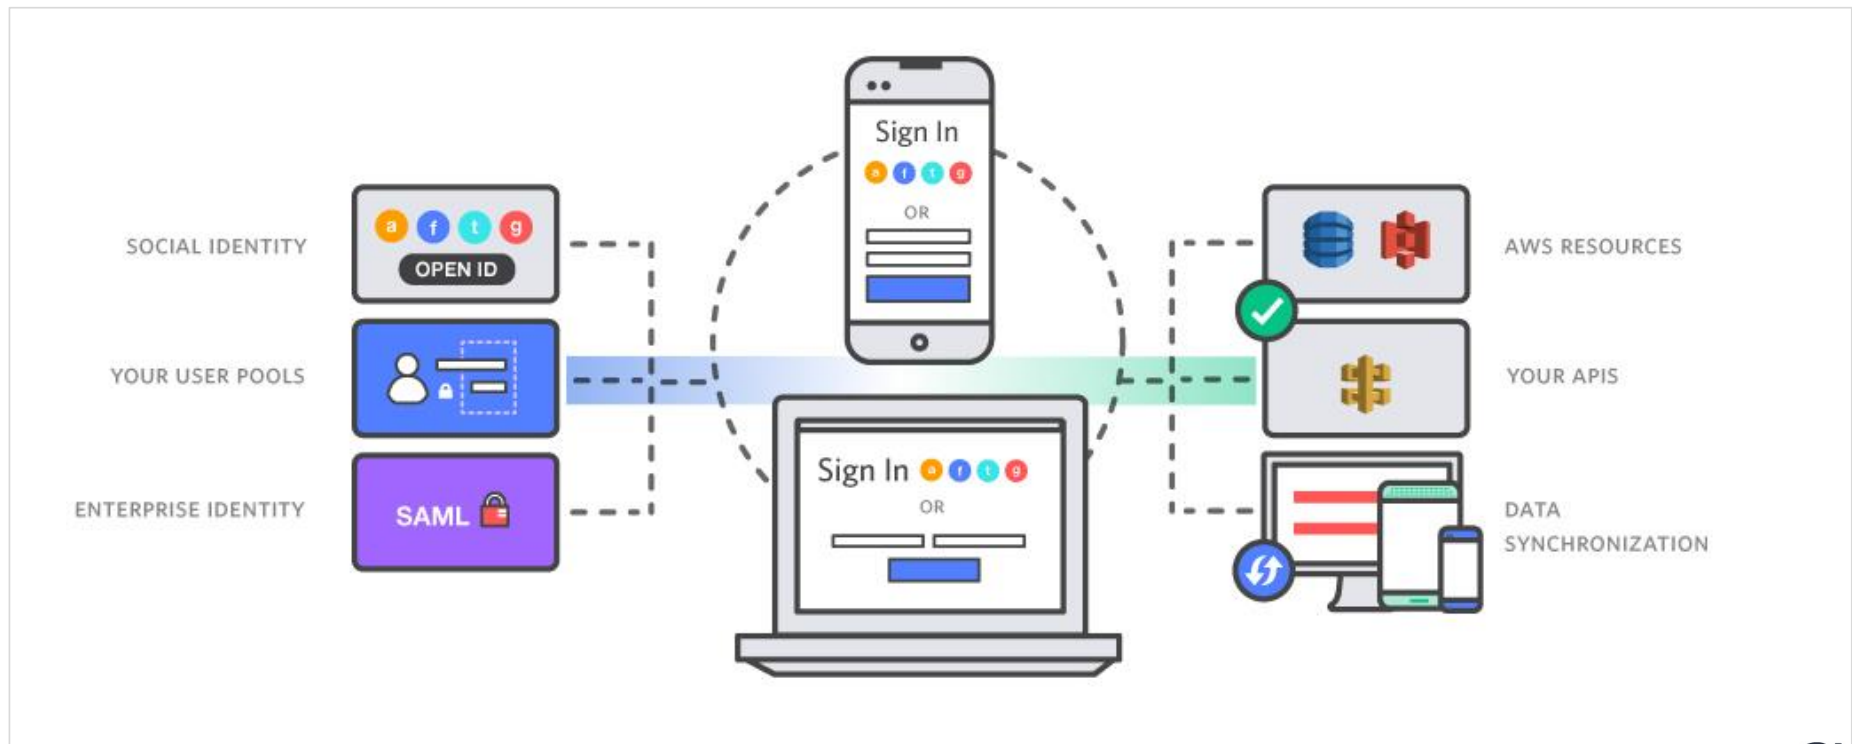 SOCIAL IDENTITY
a f t g
OPEN ID
YOUR USER POOLS
ENTERPRISE IDENTITY
SAML
Sign In
a f t g
OR
Sign In a f t g
OR
AWS RESOURCES
YOUR APIS
DATA
SYNCHRONIZATION